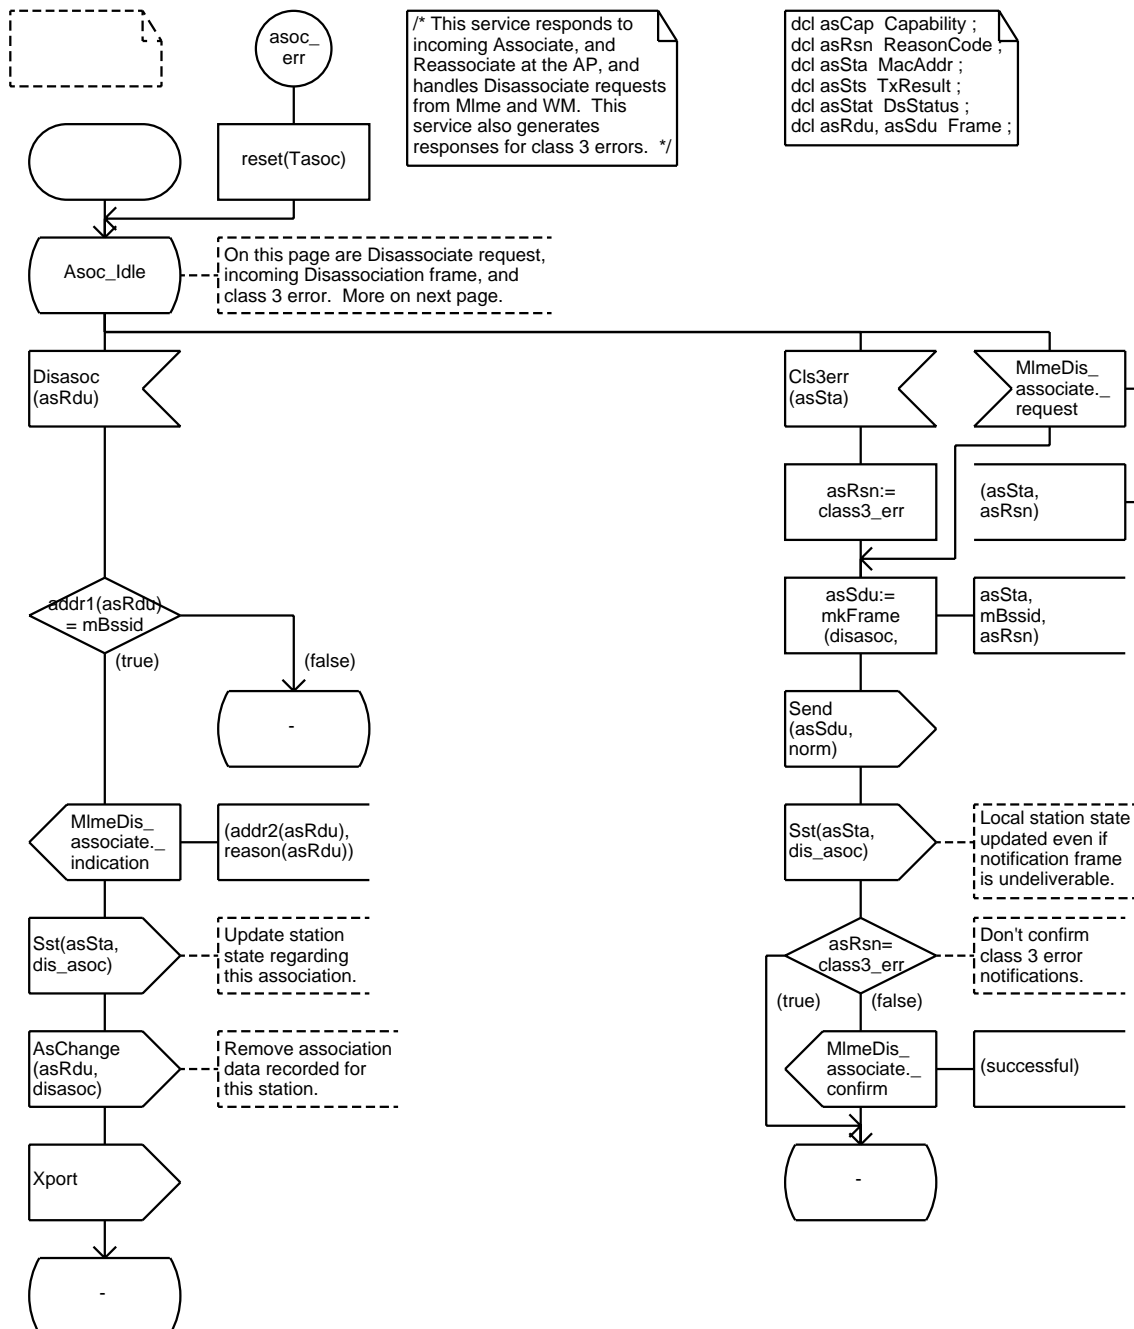 asoc_
err
/* This service responds to
incoming Associate, and
Reassociate at the AP, and
handles Disassociate requests
from Mlme and WM.  This
service also generates
responses for class 3 errors.  */
dcl asCap  Capability ;
dcl asRsn  ReasonCode ;
dcl asSta  MacAddr ;
dcl asSts  TxResult ;
dcl asStat  DsStatus ;
dcl asRdu, asSdu  Frame ;
reset(Tasoc)
Asoc_Idle
On this page are Disassociate request,
incoming Disassociation frame, and
class 3 error.  More on next page.
Disasoc
(asRdu)
Cls3err
(asSta)
MlmeDis_
associate._
request
asRsn:=
class3_err
(asSta,
asRsn)
addr1(asRdu)
= mBssid
(true)
(false)
-
asSdu:=
mkFrame
(disasoc,
asSta,
mBssid,
asRsn)
Send
(asSdu,
norm)
MlmeDis_
associate._
indication
(addr2(asRdu),
reason(asRdu))
Sst(asSta,
dis_asoc)
Local station state
updated even if
notification frame
is undeliverable.
Sst(asSta,
dis_asoc)
Update station
state regarding
this association.
asRsn=
class3_err
Don't confirm
class 3 error
notifications.
(true)
(false)
AsChange
(asRdu,
disasoc)
Remove association
data recorded for
this station.
MlmeDis_
associate._
confirm
(successful)
Xport
-
-